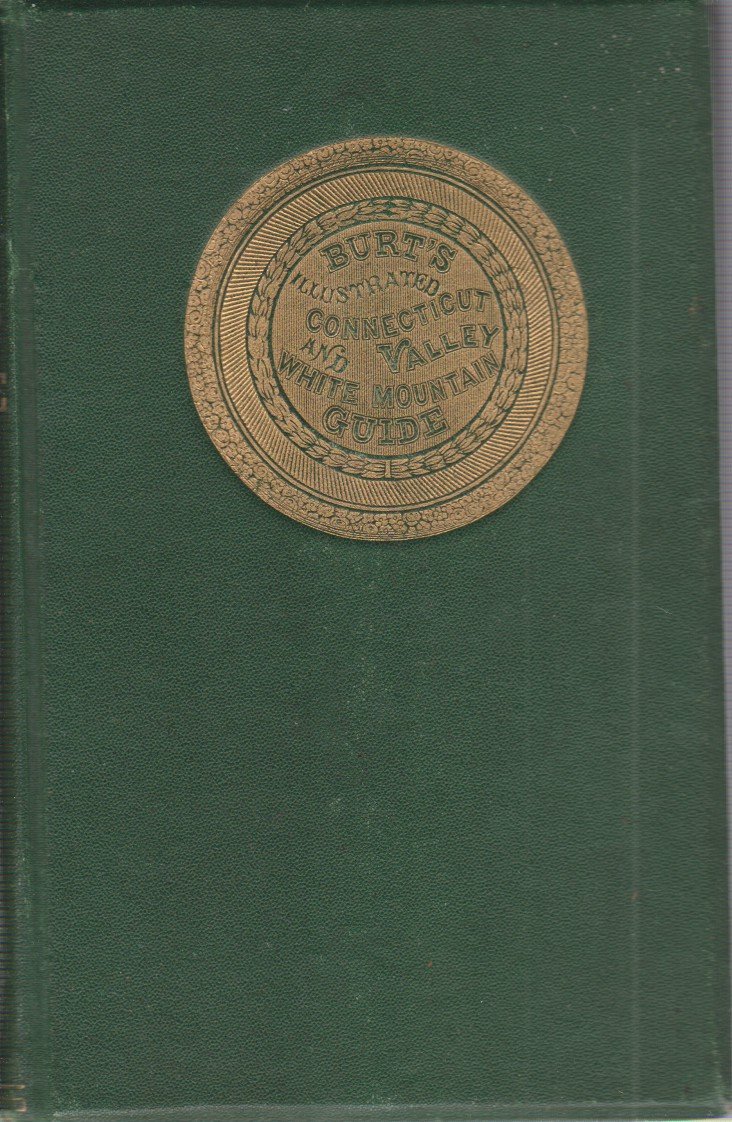 BURT'S
ILLUSTRATED
CONNECTICUT
AND VALLEY
WHITE MOUNTAIN
GUIDE